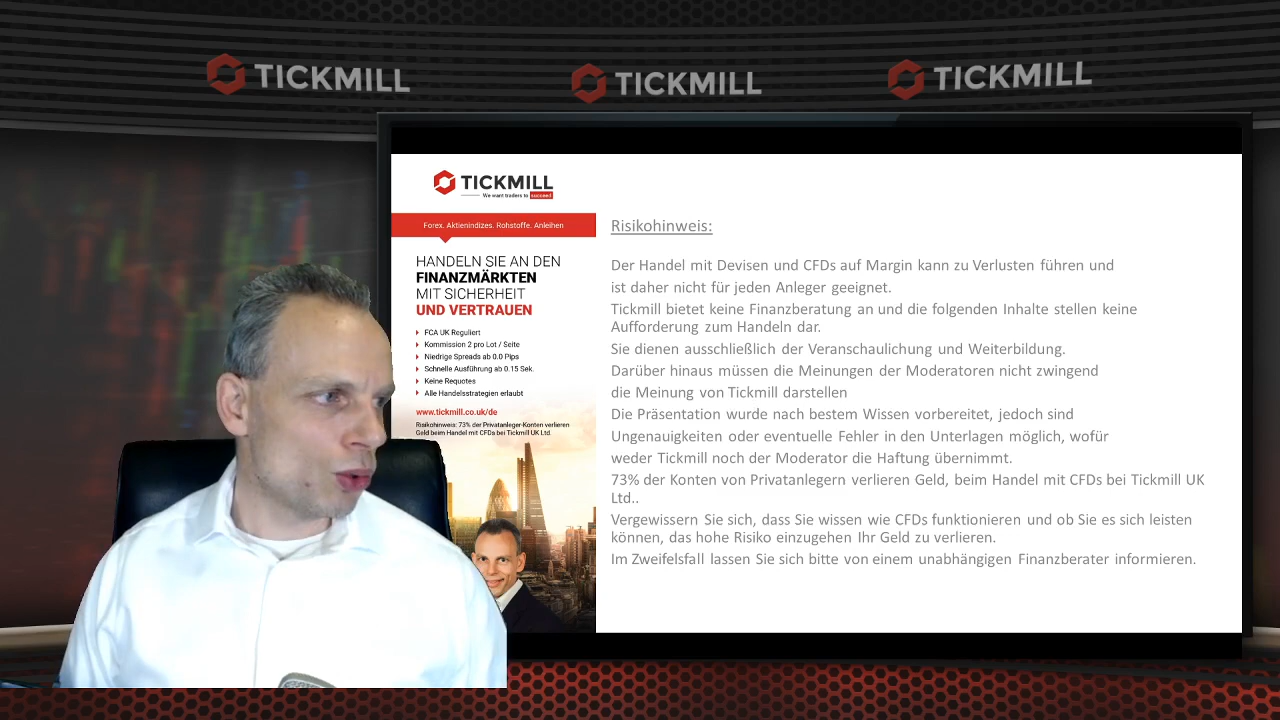 TICKMILL
TICKMILL
TICKMILL
TICKMILL
We want traders to succeed
Forex. Aktienindizes. Rohstoffe. Anleihen
HANDELN SIE AN DEN
FINANZMÄRKTEN
MIT SICHERHEIT
UND VERTRAUEN
FCA UK Reguliert
Kommission 2 pro Lot / Seite
Niedrige Spreads ab 0.0 Pips
Schnelle Ausführung ab 0.15 Sek.
Keine Requotes
Alle Handelsstrategien erlaubt
www.tickmill.co.uk/de
Risikohinweis: 73% der Privatanleger-Konten verlieren
Geld beim Handel mit CFDs bei Tickmill UK Ltd.
Risikohinweis:
Der Handel mit Devisen und CFDs auf Margin kann zu Verlusten führen und
ist daher nicht für jeden Anleger geeignet.
Tickmill bietet keine Finanzberatung an und die folgenden Inhalte stellen keine
Aufforderung zum Handeln dar.
Sie dienen ausschließlich der Veranschaulichung und Weiterbildung.
Darüber hinaus müssen die Meinungen der Moderatoren nicht zwingend
die Meinung von Tickmill darstellen
Die Präsentation wurde nach bestem Wissen vorbereitet, jedoch sind
Ungenauigkeiten oder eventuelle Fehler in den Unterlagen möglich, wofür
weder Tickmill noch der Moderator die Haftung übernimmt.
73% der Konten von Privatanlegern verlieren Geld, beim Handel mit CFDs bei Tickmill UK
Ltd..
Vergewissern Sie sich, dass Sie wissen wie CFDs funktionieren und ob Sie es sich leisten
können, das hohe Risiko einzugehen Ihr Geld zu verlieren.
Im Zweifelsfall lassen Sie sich bitte von einem unabhängigen Finanzberater informieren.